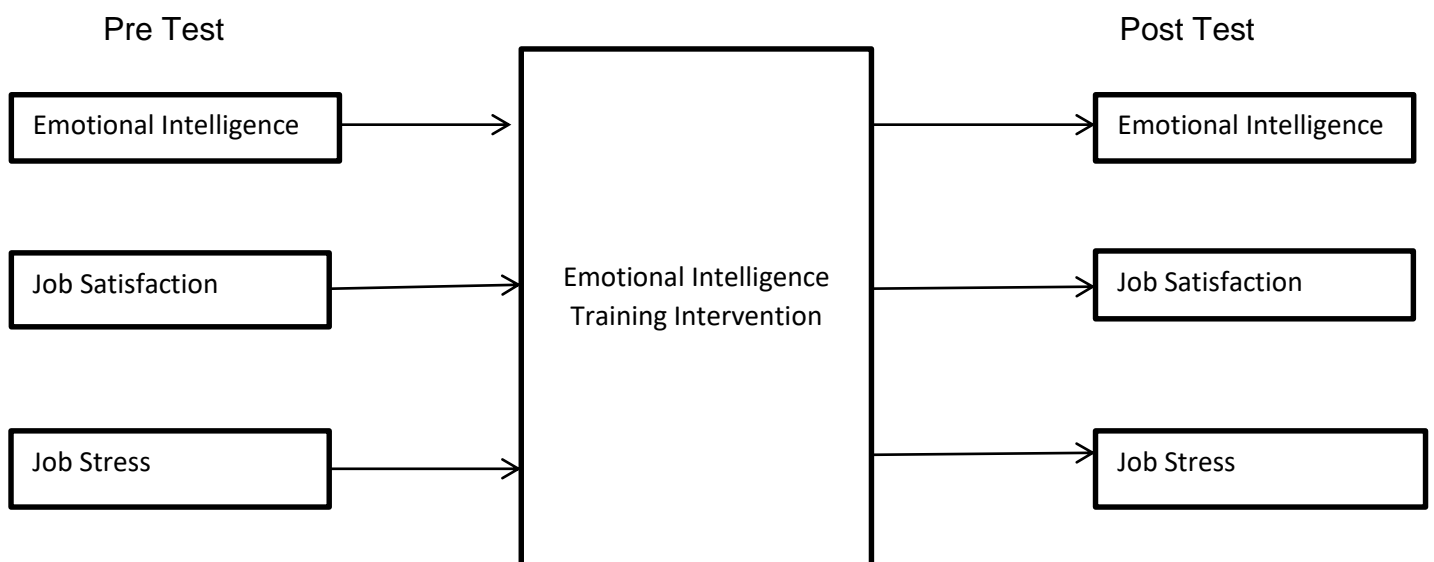 Pre Test
Post Test
Emotional Intelligence
Emotional Intelligence
Job Satisfaction
Emotional Intelligence
Training Intervention
Job Satisfaction
Job Stress
Job Stress